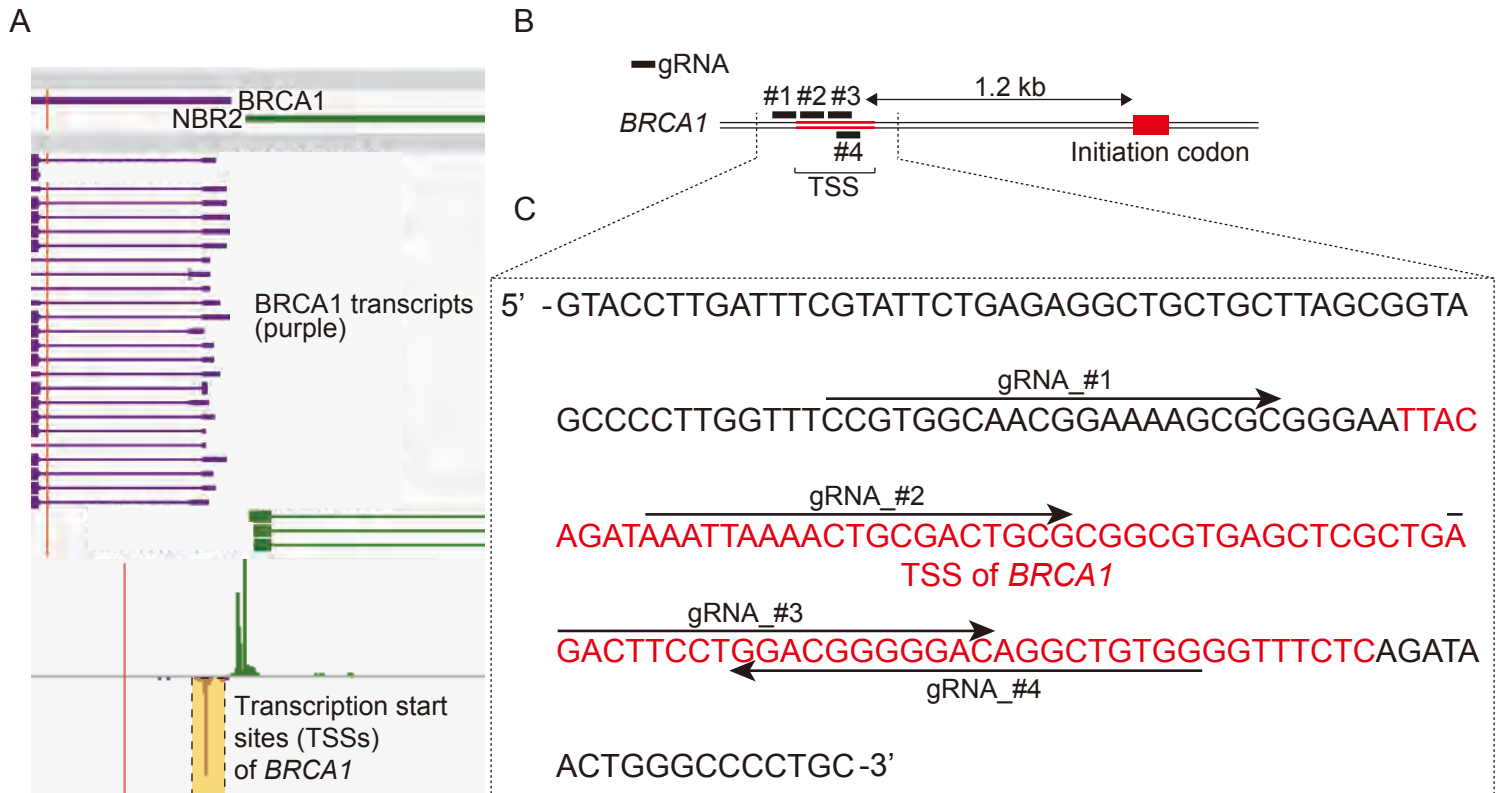 A
BRCA1
NBR2
BRCA1 transcripts
(purple)
Transcription start
sites (TSSs)
of BRCA1
B
gRNA
#1 #2 #3
1.2 kb
BRCA1
#4
Initiation codon
TSS
C
5’ -GTACCTTGATTTCGTATTCTGAGAGGCTGCTGCTTAGCGGTA
gRNA_#1
GCCCCTTGGTTTCCGTGGCAACGGAAAAGCGCGGGAATTAC
gRNA_#2
AGATAAATTAAAACTGCGACTGCGCGGCGTGAGCTCGCTGA
TSS of BRCA1
gRNA_#3
GACTTCCTGGACGGGGGACAGGCTGTGGGGTTTCTCAGATA
gRNA_#4
ACTGGGCCCCTGC-3’